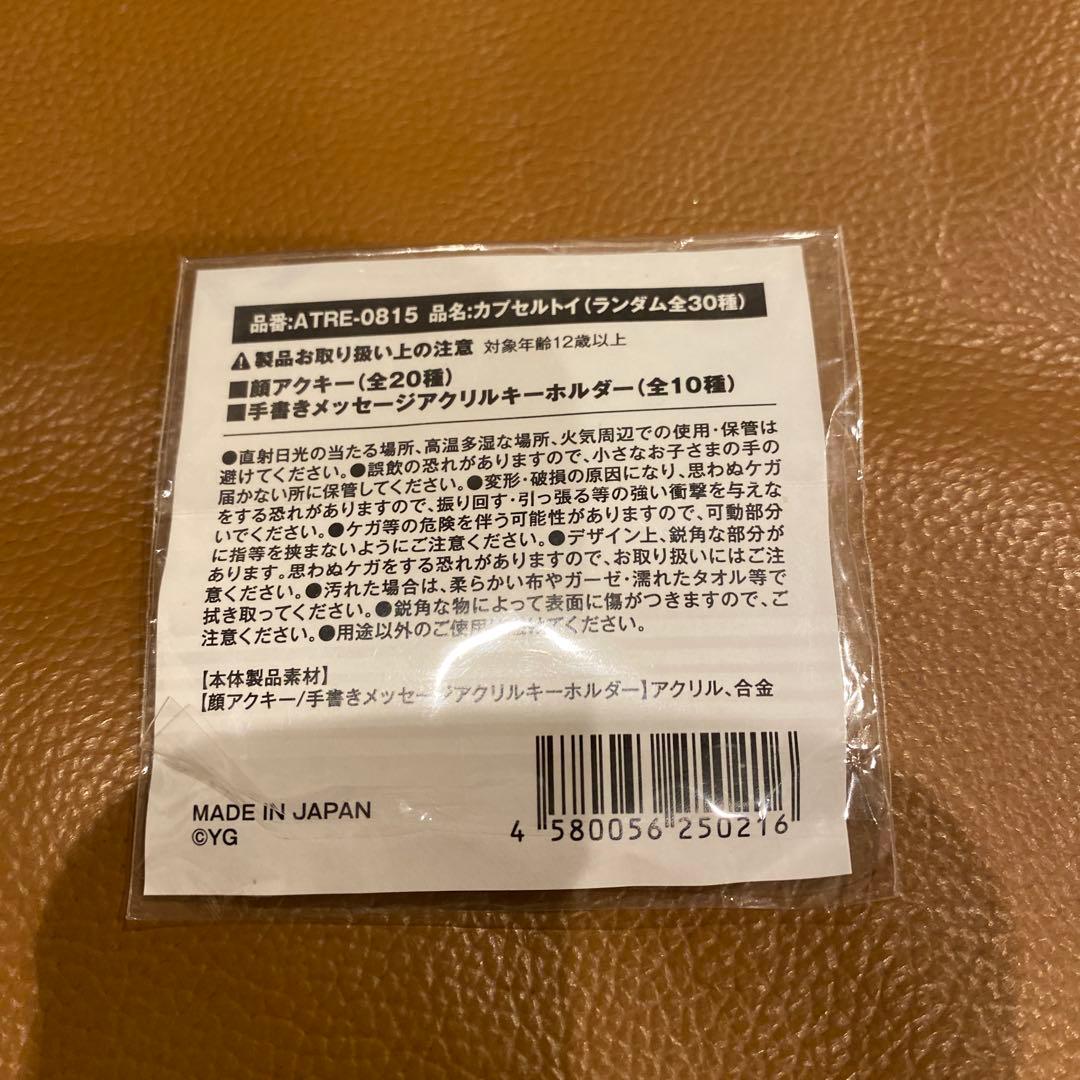 品番:ATRE-0815 品名:カプセルトイ(ランダム全30種)
製品お取り扱い上の注意 対象年齢12歳以上
■顔アクキー(全20種)
■手書きメッセージアクリルキーホルダー(全10種)
●直射日光の当たる場所、高温多湿な場所、火気周辺での使用・保管は
避けてください。●誤飲の恐れがありますので、小さなお子さまの手の
届かない所に保管してください。●変形・破損の原因になり、思わぬケガ
をする恐れがありますので、振り回す・引っ張る等の強い衝撃を与えな
いでください。●ケガ等の危険を伴う可能性がありますので、可動部分
に指等を挟まないようにご注意ください。●デザイン上、鋭角な部分が
あります。思わぬケガをする恐れがありますので、お取り扱いにはご注
意ください。●汚れた場合は、柔らかい布やガーゼ・濡れたタオル等で
拭き取ってください。●鋭角な物によって表面に傷がつきますので、ご
注意ください。●用途以外のご使用は避けてください。
【本体製品素材】
【顔アクキー/手書きメッセージアクリルキーホルダー】アクリル、合金
MADE IN JAPAN
©YG
4 580056 250216